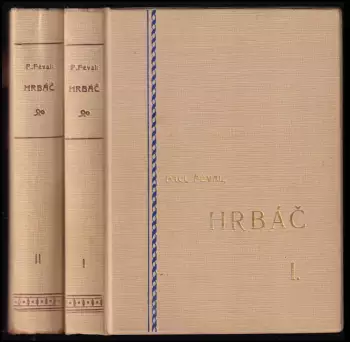 P. Féval:
HRBÁČ
II
P. Féval:
HRBÁČ
I
PAUL FÉVAL:
HRBÁČ
I.